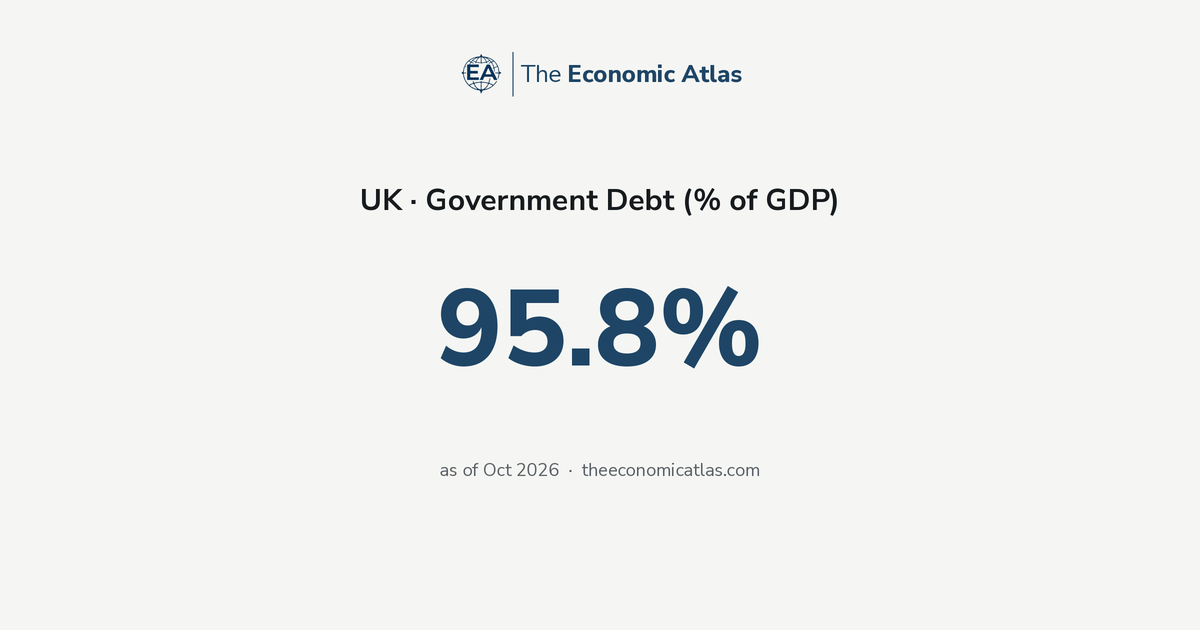 EA The Economic Atlas
UK · Government Debt (% of GDP)
95.8%
as of Oct 2026 · theeconomicatlas.com